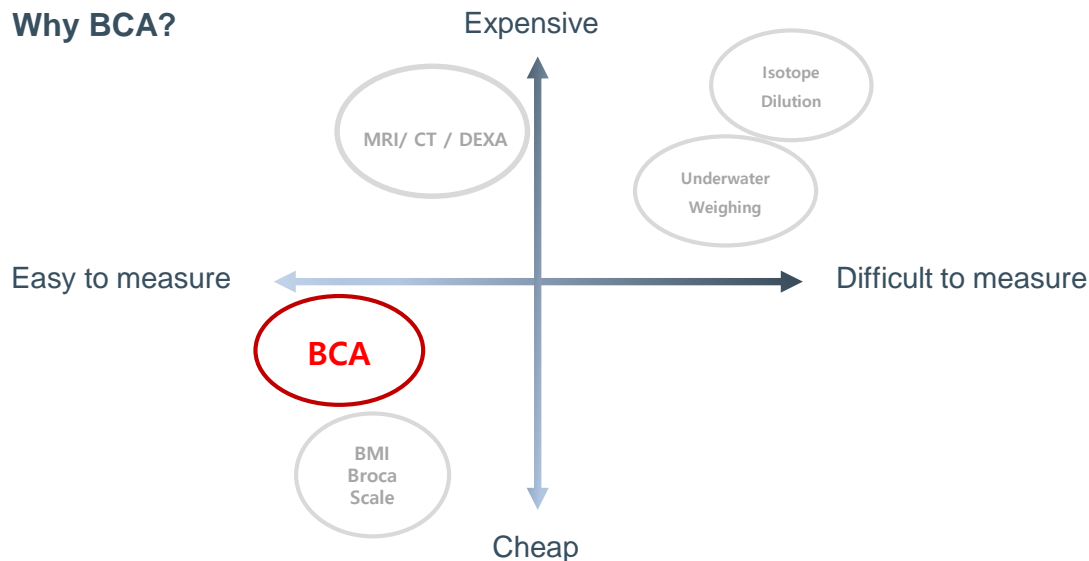 Why BCA?
Expensive
Isotope
Dilution
MRI/ CT / DEXA
Underwater
Weighing
Easy to measure
Difficult to measure
BCA
BMI
Broca
Scale
Cheap